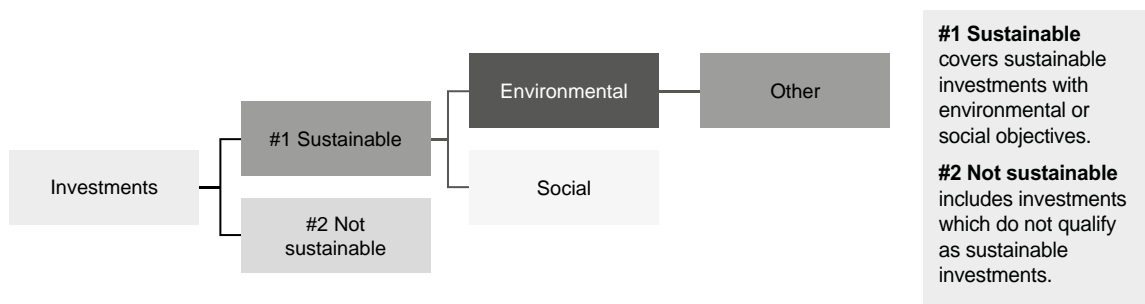 Investments
#1 Sustainable
#2 Not
sustainable
Environmental
Social
Other
#1 Sustainable
covers sustainable
investments with
environmental or
social objectives.
#2 Not sustainable
includes investments
which do not qualify
as sustainable
investments.